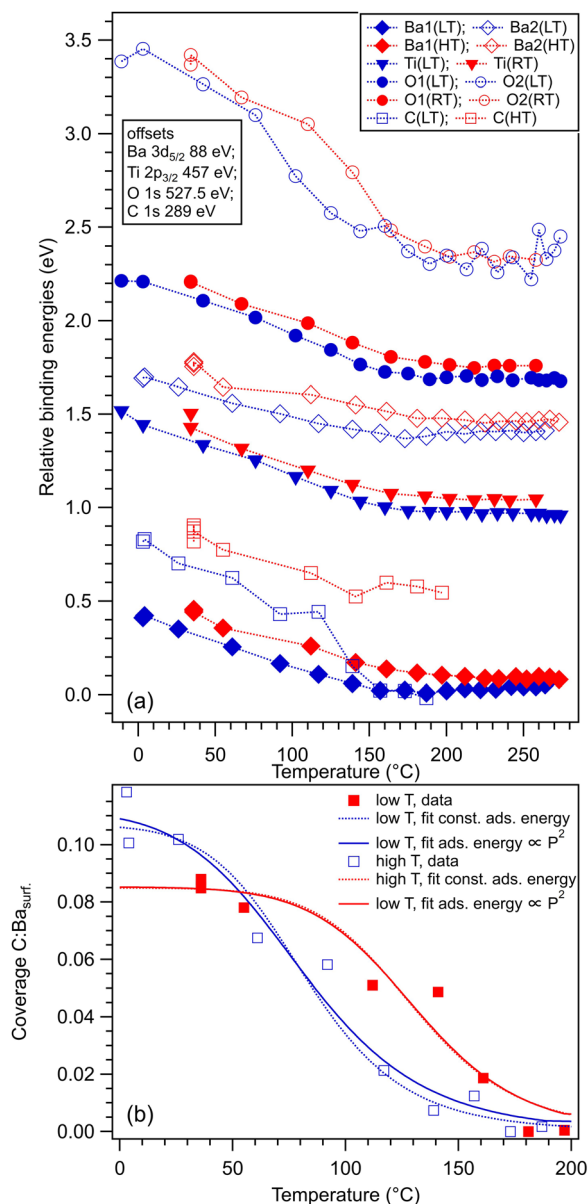 3.5
3.0
2.5
2.0
1.5
1.0
0.5
0.0
Relative binding energies (eV)
Ba1(LT); Ba2(LT)
Ba1(HT); Ba2(HT)
Ti(LT); Ti(RT)
O1(LT); O2(LT)
O1(RT); O2(RT)
C(LT); C(HT)
offsets
Ba 3d5/2 88 eV;
Ti 2p3/2 457 eV;
O 1s 527.5 eV;
C 1s 289 eV
(a)
0 50 100 150 200 250
Temperature (°C)
0.10
0.08
0.06
0.04
0.02
0.00
Coverage C:Basurf.
low T, data
low T, fit const. ads. energy
low T, fit ads. energy ∝ P²
high T, data
high T, fit const. ads. energy
low T, fit ads. energy ∝ P²
(b)
0 50 100 150 200
Temperature (°C)